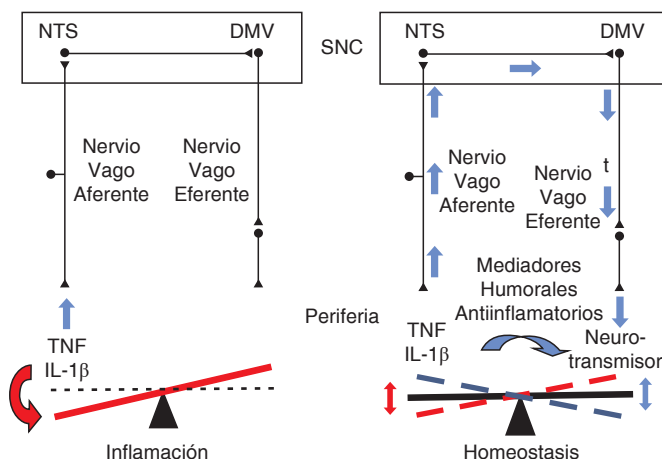 NTS
DMV
SNC
Nervio
Vago
Aferente
Nervio
Vago
Eferente
TNF
IL-1β
Inflamación
NTS
DMV
Nervio
Vago
Aferente
t
Nervio
Vago
Eferente
Mediadores
Humorales
Antiinflamatorios
Periferia
TNF
IL-1β
Neuro-
transmisor
Homeostasis